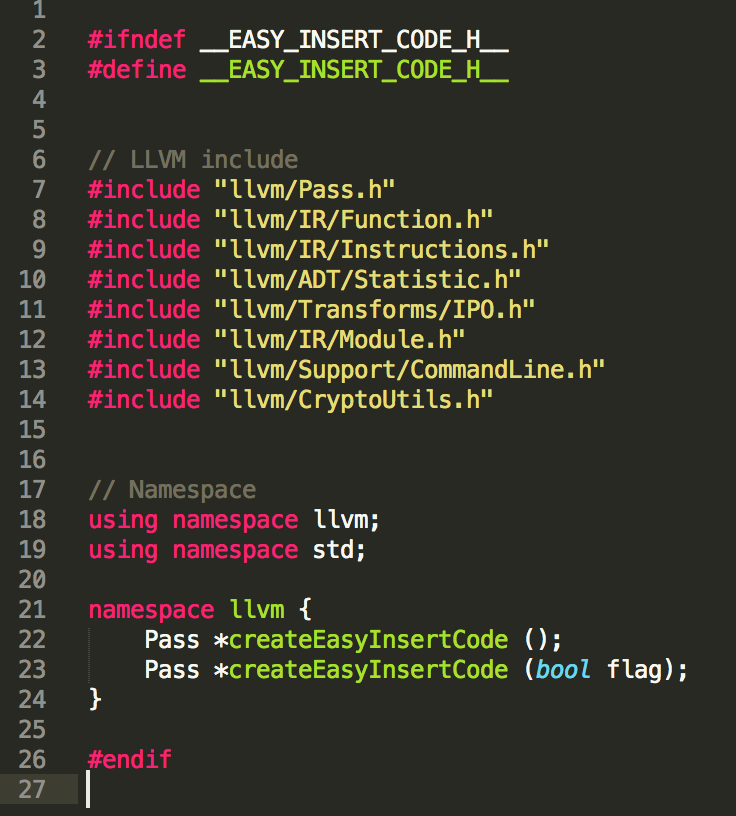 1
2 #ifndef __EASY_INSERT_CODE_H__
3 #define __EASY_INSERT_CODE_H__
4
5
6 // LLVM include
7 #include "llvm/Pass.h"
8 #include "llvm/IR/Function.h"
9 #include "llvm/IR/Instructions.h"
10 #include "llvm/ADT/Statistic.h"
11 #include "llvm/Transforms/IPO.h"
12 #include "llvm/IR/Module.h"
13 #include "llvm/Support/CommandLine.h"
14 #include "llvm/CryptoUtils.h"
15
16
17 // Namespace
18 using namespace llvm;
19 using namespace std;
20
21 namespace llvm {
22     Pass *createEasyInsertCode ();
23     Pass *createEasyInsertCode (bool flag);
24 }
25
26 #endif
27